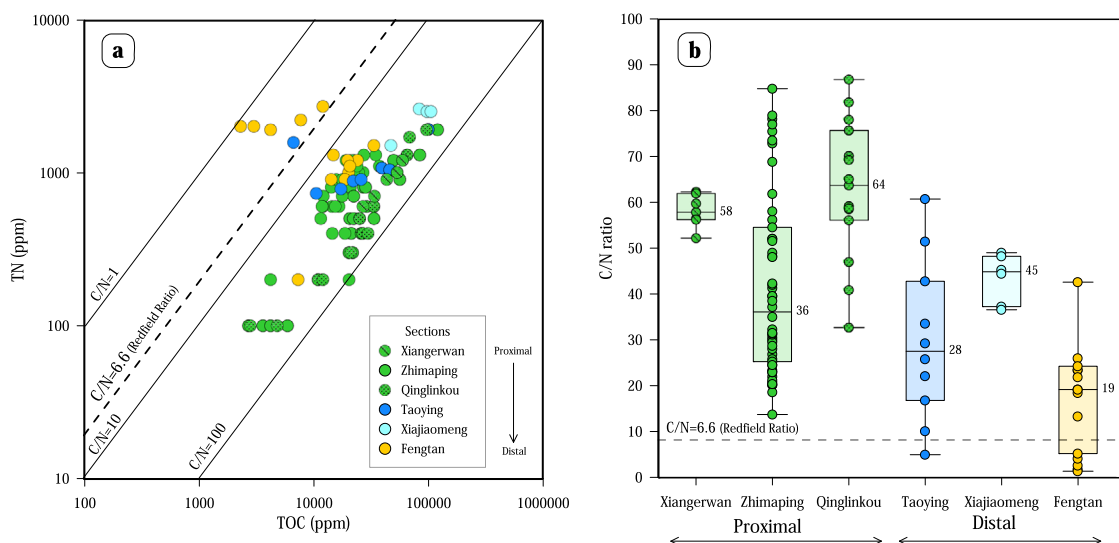 a
TN (ppm)
10000
1000
100
10
100
1000
10000
100000
1000000
TOC (ppm)
C/N=1
C/N=6.6 (Redfield Ratio)
C/N=10
C/N=100
Sections
Xiangerwan
Zhimaping
Qinglinkou
Taoying
Xiajiaomeng
Fengtan
Proximal
Distal
b
C/N ratio
100
90
80
70
60
50
40
30
20
10
0
58
36
64
28
45
19
C/N=6.6 (Redfield Ratio)
Xiangerwan Zhimaping Qinglinkou Taoying Xiajiaomeng Fengtan
Proximal Distal